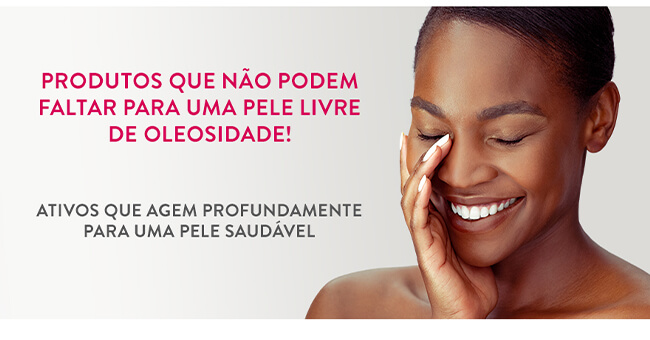 PRODUTOS QUE NÃO PODEM
FALTAR PARA UMA PELE LIVRE
DE OLEOSIDADE!
ATIVOS QUE AGEM PROFUNDAMENTE
PARA UMA PELE SAUDÁVEL